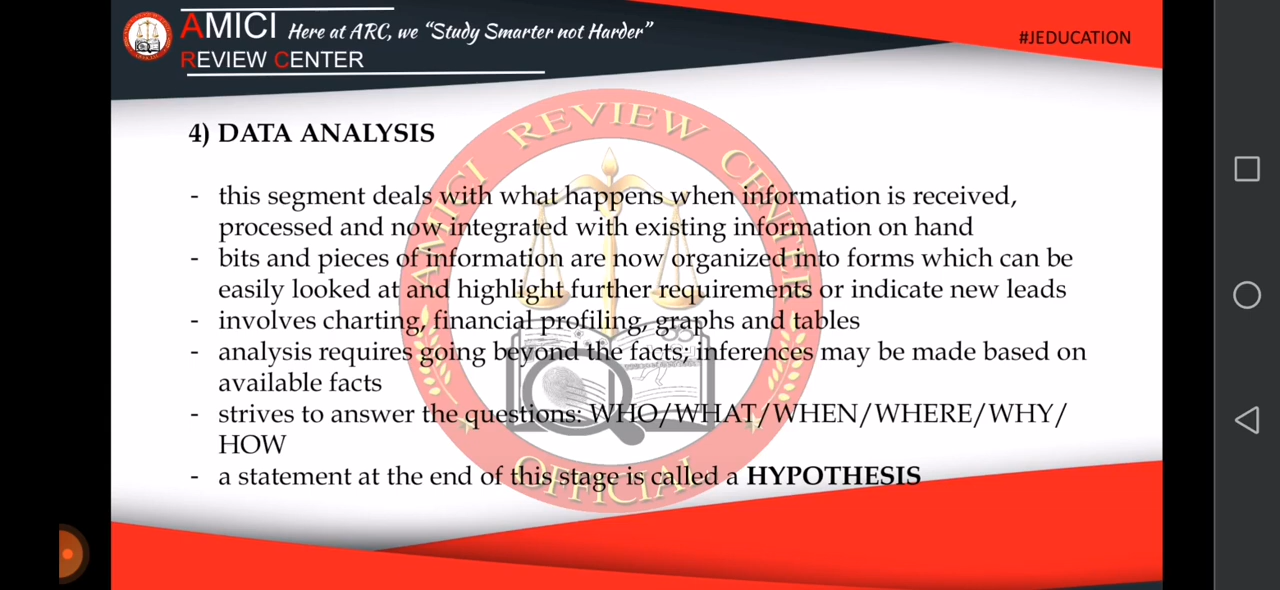 AMICI Here at ARC, we “Study Smarter not Harder”
REVIEW CENTER
#JEDUCATION
4) DATA ANALYSIS
- this segment deals with what happens when information is received,
processed and now integrated with existing information on hand
- bits and pieces of information are now organized into forms which can be
easily looked at and highlight further requirements or indicate new leads
- involves charting, financial profiling, graphs and tables
- analysis requires going beyond the facts; inferences may be made based on
available facts
- strives to answer the questions: WHO/WHAT/WHEN/WHERE/WHY/
HOW
- a statement at the end of this stage is called a HYPOTHESIS
AMICI REVIEW CENTER
OFFICIAL